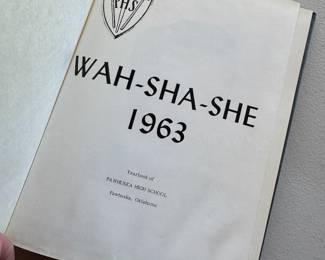 PHS
WAH-SHA-SHE
1963
Yearbook of
PAWHUSKA HIGH SCHOOL
Pawhuska, Oklahoma